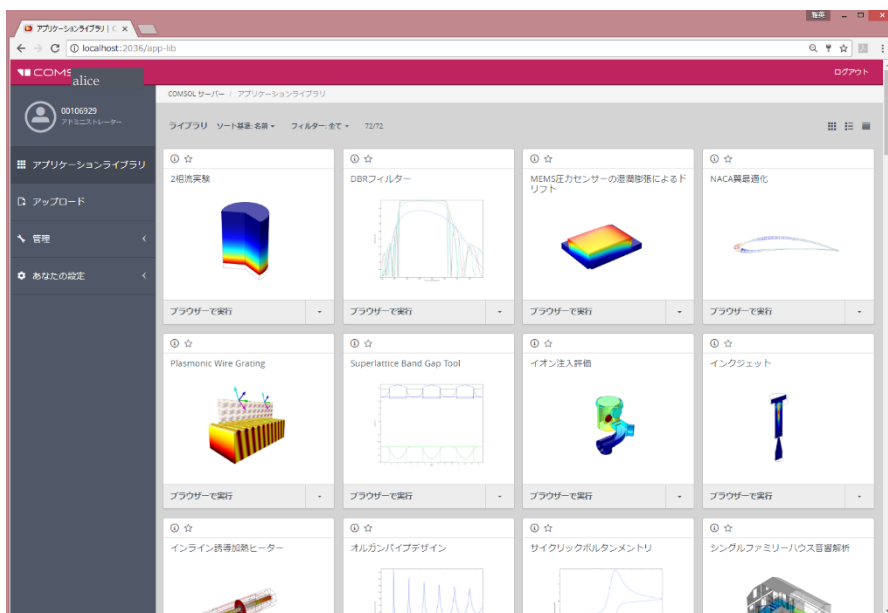 雅英
アプリケーションライブラリ | C
localhost:2036/app-lib
COMS
alice
ログアウト
00106929
アドミニストレーター
アプリケーションライブラリ
アップロード
管理
あなたの設定
COMSOL サーバー / アプリケーションライブラリ
ライブラリ ソート基準: 名前 フィルター: 全て 72/72
2相流実験
DBRフィルター
MEMS圧力センサーの湿潤膨張によるド
リフト
NACA翼最適化
ブラウザーで実行
ブラウザーで実行
ブラウザーで実行
ブラウザーで実行
Plasmonic Wire Grating
Superlattice Band Gap Tool
イオン注入評価
インクジェット
ブラウザーで実行
ブラウザーで実行
ブラウザーで実行
ブラウザーで実行
インライン誘導加熱ヒーター
オルガンパイプデザイン
サイクリックボルタンメントリ
シングルファミリーハウス音響解析